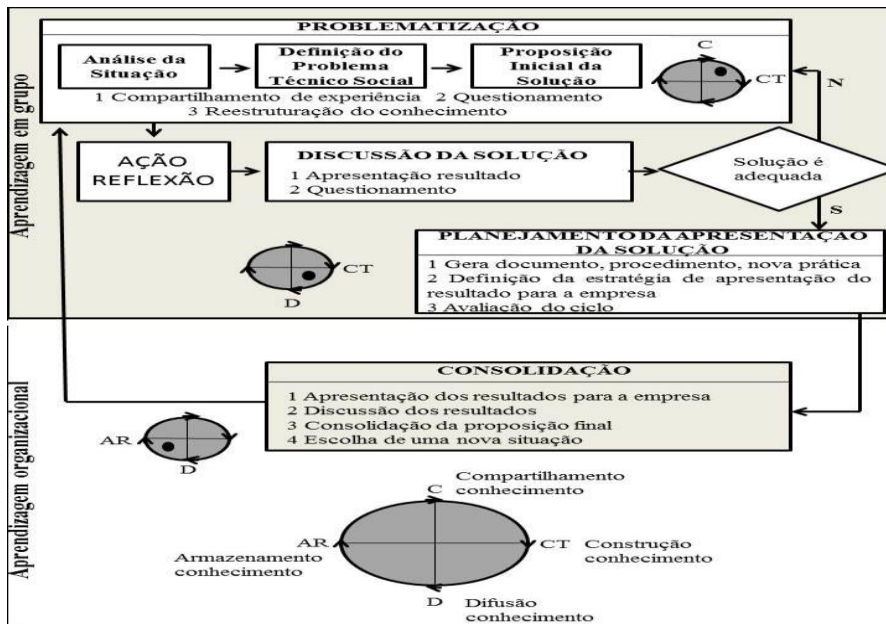 Aprendizagem em grupo
PROBLEMATIZAÇÃO
Análise da
Situação
Definição do
Problema
Técnico Social
Proposição
Inicial da
Solução
C
CT
N
1 Compartilhamento de experiência 2 Questionamento
3 Reestruturação do conhecimento
AÇÃO
REFLEXÃO
DISCUSSÃO DA SOLUÇÃO
1 Apresentação resultado
2 Questionamento
Solução é
adequada
S
CT
D
PLANEJAMENTO DA APRESENTAÇÃO
DA SOLUÇÃO
1 Gera documento, procedimento, nova prática
2 Definição da estratégia de apresentação do
resultado para a empresa
3 Avaliação do ciclo
Aprendizagem organizacional
CONSOLIDAÇÃO
1 Apresentação dos resultados para a empresa
2 Discussão dos resultados
3 Consolidação da proposição final
4 Escolha de uma nova situação
AR
D
C
Compartilhamento
conhecimento
AR
Armazenamento
conhecimento
CT
Construção
conhecimento
D
Difusão
conhecimento